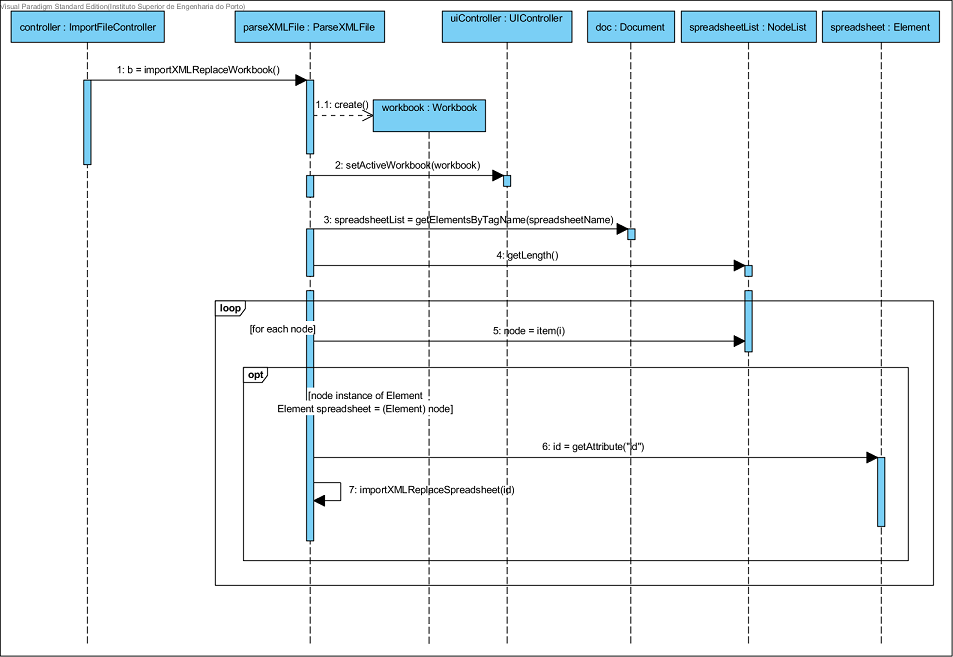 Visual Paradigm Standard Edition(Instituto Superior de Engenharia do Porto)
controller : ImportFileController
parseXMLFile : ParseXMLFile
uiController : UIController
doc : Document
spreadsheetList : NodeList
spreadsheet : Element
1: b = importXMLReplaceWorkbook()
1.1: create()
workbook : Workbook
2: setActiveWorkbook(workbook)
3: spreadsheetList = getElementsByTagName(spreadsheetName)
4: getLength()
loop
[for each node]
5: node = item(i)
opt
[node instance of Element
Element spreadsheet = (Element) node]
6: id = getAttribute("id")
7: importXMLReplaceSpreadsheet(id)